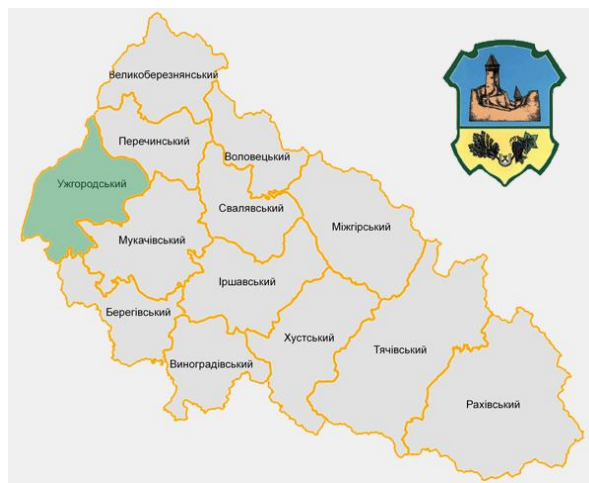 Великоберезнянський
Перечинський
Воловецький
Ужгородський
Свалявський
Міжгірський
Мукачівський
Іршавський
Берегівський
Хустський
Тячівський
Виноградівський
Рахівський